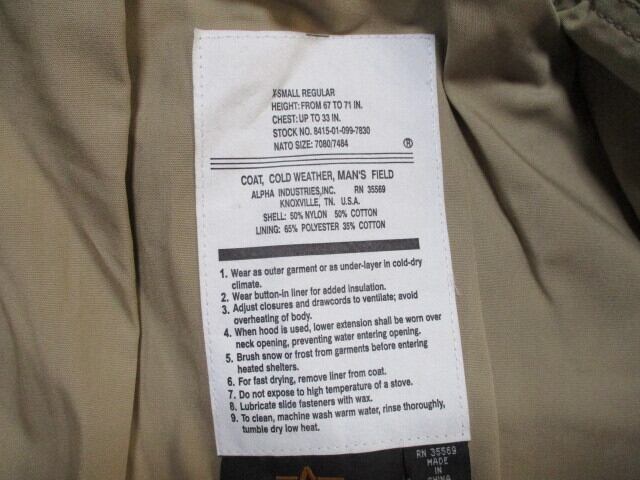 X-SMALL REGULAR
HEIGHT: FROM 67 TO 71 IN.
CHEST: UP TO 33 IN.
STOCK NO. 8415-01-099-7830
NATO SIZE: 7080/7484
®
COAT, COLD WEATHER, MAN'S FIELD
ALPHA INDUSTRIES,INC. RN 35569
KNOXVILLE, TN. U.S.A.
SHELL: 50% NYLON 50% COTTON
LINING: 65% POLYESTER 35% COTTON
1. Wear as outer garment or as under-layer in cold-dry
climate.
2. Wear button-in liner for added insulation.
3. Adjust closures and drawcords to ventilate; avoid
overheating of body.
4. When hood is used, lower extension shall be worn over
neck opening, preventing water entering opening.
5. Brush snow or frost from garments before entering
heated shelters.
6. For fast drying, remove liner from coat.
7. Do not expose to high temperature of a stove.
8. Lubricate slide fasteners with wax.
9. To clean, machine wash warm water, rinse thoroughly,
tumble dry low heat.
RN 35569
MADE
IN
CHINA